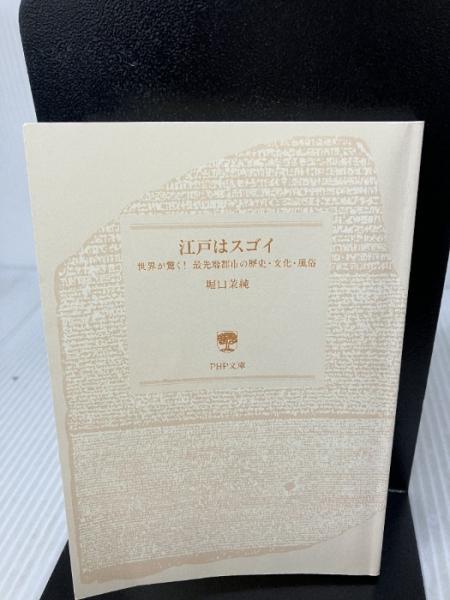 江戸はスゴイ
世界が驚く! 最先端都市の歴史・文化・風俗
堀口茉純
PHP文庫